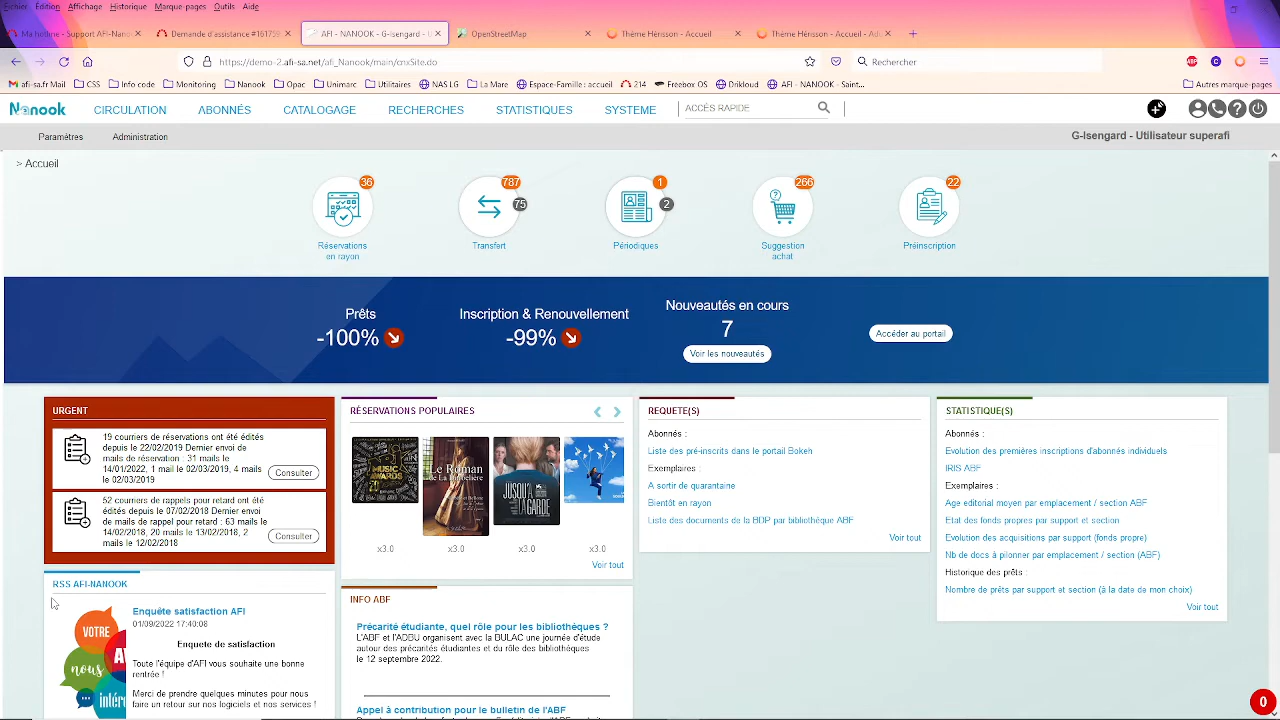 Fichier Édition Affichage Historique Marque-pages Outils Aide
Ma hotline - Support AFI-Nano
Demande d'assistance #161759
AFI - NANOOK - G-Isengard - U
OpenStreetMap
Thème Hérisson - Accueil
Thème Hérisson - Accueil - Ad
https://demo-2.afi-sa.net/afi_Nanook/main/cnxSite.do
Rechercher
afi-sa.fr Mail CSS Info code Monitoring Nanook Opac Unimarc Utilitaires NAS LG La Mare Espace-Famille : accueil 214 Freebox OS Drikloud AFI - NANOOK - Saint... Autres marque-pages
Nanook CIRCULATION ABONNÉS CATALOGAGE RECHERCHES STATISTIQUES SYSTEME ACCÈS RAPIDE
Paramètres Administration G-Isengard - Utilisateur superafi
> Accueil
36
787
75
1
2
266
22
Réservations
en rayon
Transfert
Périodiques
Suggestion
achat
Préinscription
Prêts
-100%
Inscription & Renouvellement
-99%
Nouveautés en cours
7
Voir les nouveautés
Accéder au portail
URGENT
19 courriers de réservations ont été édités
depuis le 22/02/2019 Dernier envoi de
mails de réservation : 31 mails le
14/01/2022, 1 mail le 02/03/2019, 4 mails
le 02/03/2019
Consulter
52 courriers de rappels pour retard ont été
édités depuis le 07/02/2018 Dernier envoi
de mails de rappel pour retard : 63 mails le
14/02/2018, 20 mails le 13/02/2018, 2
mails le 12/02/2018
Consulter
RSS AFI-NANOOK
VOTRE
A
nous
intére
Enquête satisfaction AFI
01/09/2022 17:40:08
Enquete de satisfaction
Toute l'équipe d'AFI vous souhaite une bonne
rentrée !
Merci de prendre quelques minutes pour nous
faire un retour sur nos logiciels et nos services !
RÉSERVATIONS POPULAIRES
MUSIC
AWARDS
Le Roman
de La Rimelière
JUSQU'À
LA GARDE
x3.0 x3.0 x3.0 x3.0
Voir tout
INFO ABF
Précarité étudiante, quel rôle pour les bibliothèques ?
L'ABF et l'ADBU organisent avec la BULAC une journée d'étude
autour des précarités étudiantes et du rôle des bibliothèques
le 12 septembre 2022.
Appel à contribution pour le bulletin de l'ABF
REQUETE(S)
Abonnés :
Liste des pré-inscrits dans le portail Bokeh
Exemplaires :
A sortir de quarantaine
Bientôt en rayon
Liste des documents de la BDP par bibliothèque ABF
Voir tout
STATISTIQUE(S)
Abonnés :
Evolution des premières inscriptions d'abonnés individuels
IRIS ABF
Exemplaires :
Age editorial moyen par emplacement / section ABF
Etat des fonds propres par support et section
Evolution des acquisitions par support (fonds propre)
Nb de docs à pilonner par emplacement / section (ABF)
Historique des prêts :
Nombre de prêts par support et section (à la date de mon choix)
Voir tout
0